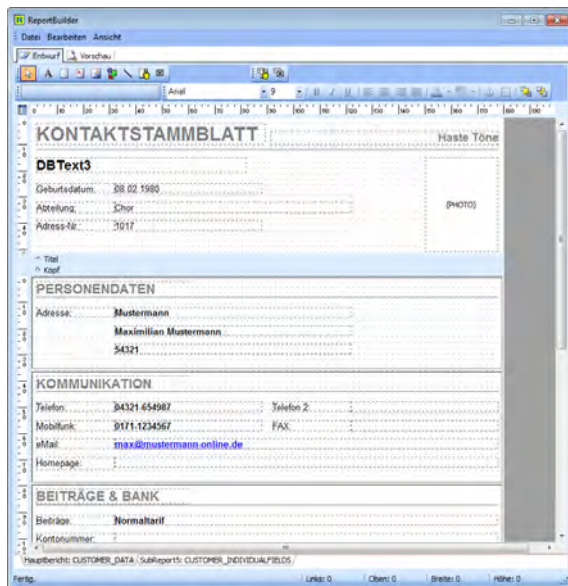 ReportBuilder
Datei Bearbeiten Ansicht
Entwurf Vorschau
Arial 9
KONTAKTSTAMMBLATT Haste Töne
DBText3
Geburtsdatum: 08.02.1980
Abteilung: Chor
Adress-Nr.: 1017
(PHOTO)
^ Titel
^ Kopf
PERSONENDATEN
Adresse: Mustermann
Maximilian Mustermann
54321
KOMMUNIKATION
Telefon: 04321-654987 Telefon 2:
Mobilfunk: 0171-1234567 FAX:
eMail: max@mustermann-online.de
Homepage:
BEITRÄGE & BANK
Beiträge: Normaltarif
Kontonummer:
Hauptbericht: CUSTOMER_DATA SubReport5: CUSTOMER_INDIVIDUALFIELDS
Fertig. Links: 0 Oben: 0 Breite: 0 Höhe: 0